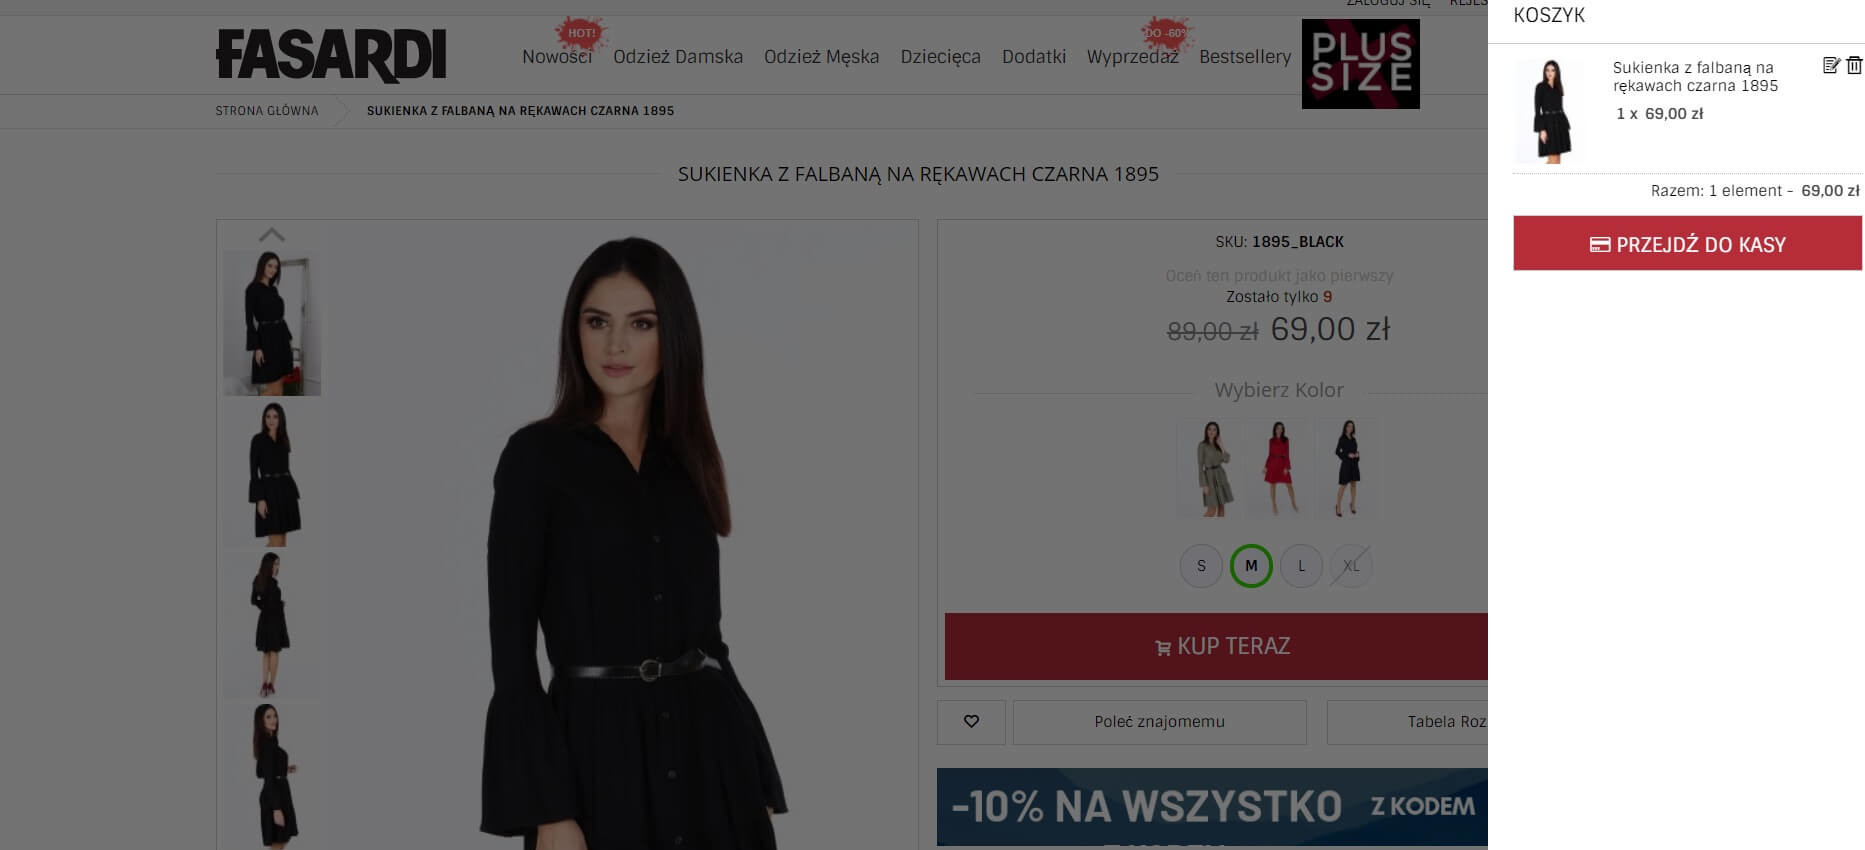 KOSZYK
FASARDI
HOT!
DO -60%
Nowości Odzież Damska Odzież Męska Dziecięca Dodatki Wyprzedaż Bestsellery
PLUS
SIZE
STRONA GŁÓWNA
SUKIENKA Z FALBANĄ NA RĘKAWACH CZARNA 1895
SUKIENKA Z FALBANĄ NA RĘKAWACH CZARNA 1895
SKU: 1895_BLACK
Oceń ten produkt jako pierwszy
Zostało tylko 9
89,00 zł 69,00 zł
Wybierz Kolor
S M L XL
KUP TERAZ
Poleć znajomemu
Tabela Roz
-10% NA WSZYSTKO Z KODEM
Sukienka z falbaną na
rękawach czarna 1895
1 x 69,00 zł
Razem: 1 element - 69,00 zł
PRZEJDŹ DO KASY